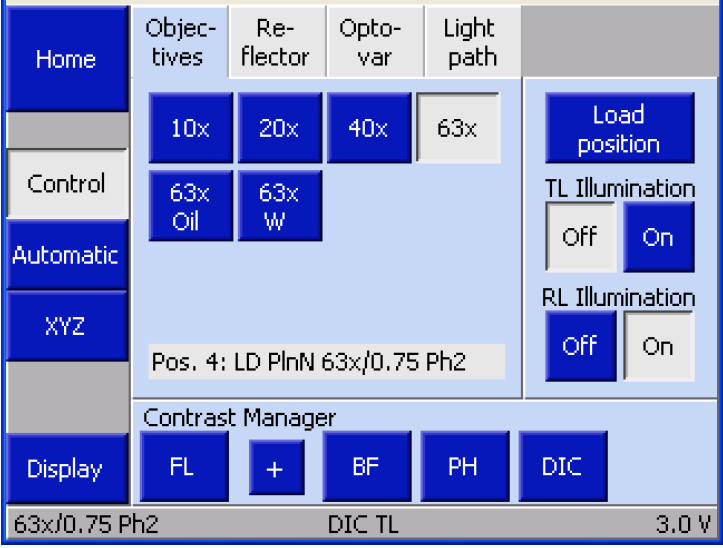 Home
Objec-
tives
Re-
flector
Opto-
var
Light
path
10x
20x
40x
63x
63x
Oil
63x
W
Pos. 4: LD PlnN 63x/0.75 Ph2
Load
position
TL Illumination
Off
On
RL Illumination
Off
On
Control
Automatic
XYZ
Display
Contrast Manager
FL
+
BF
PH
DIC
63x/0.75 Ph2
DIC TL
3.0 V